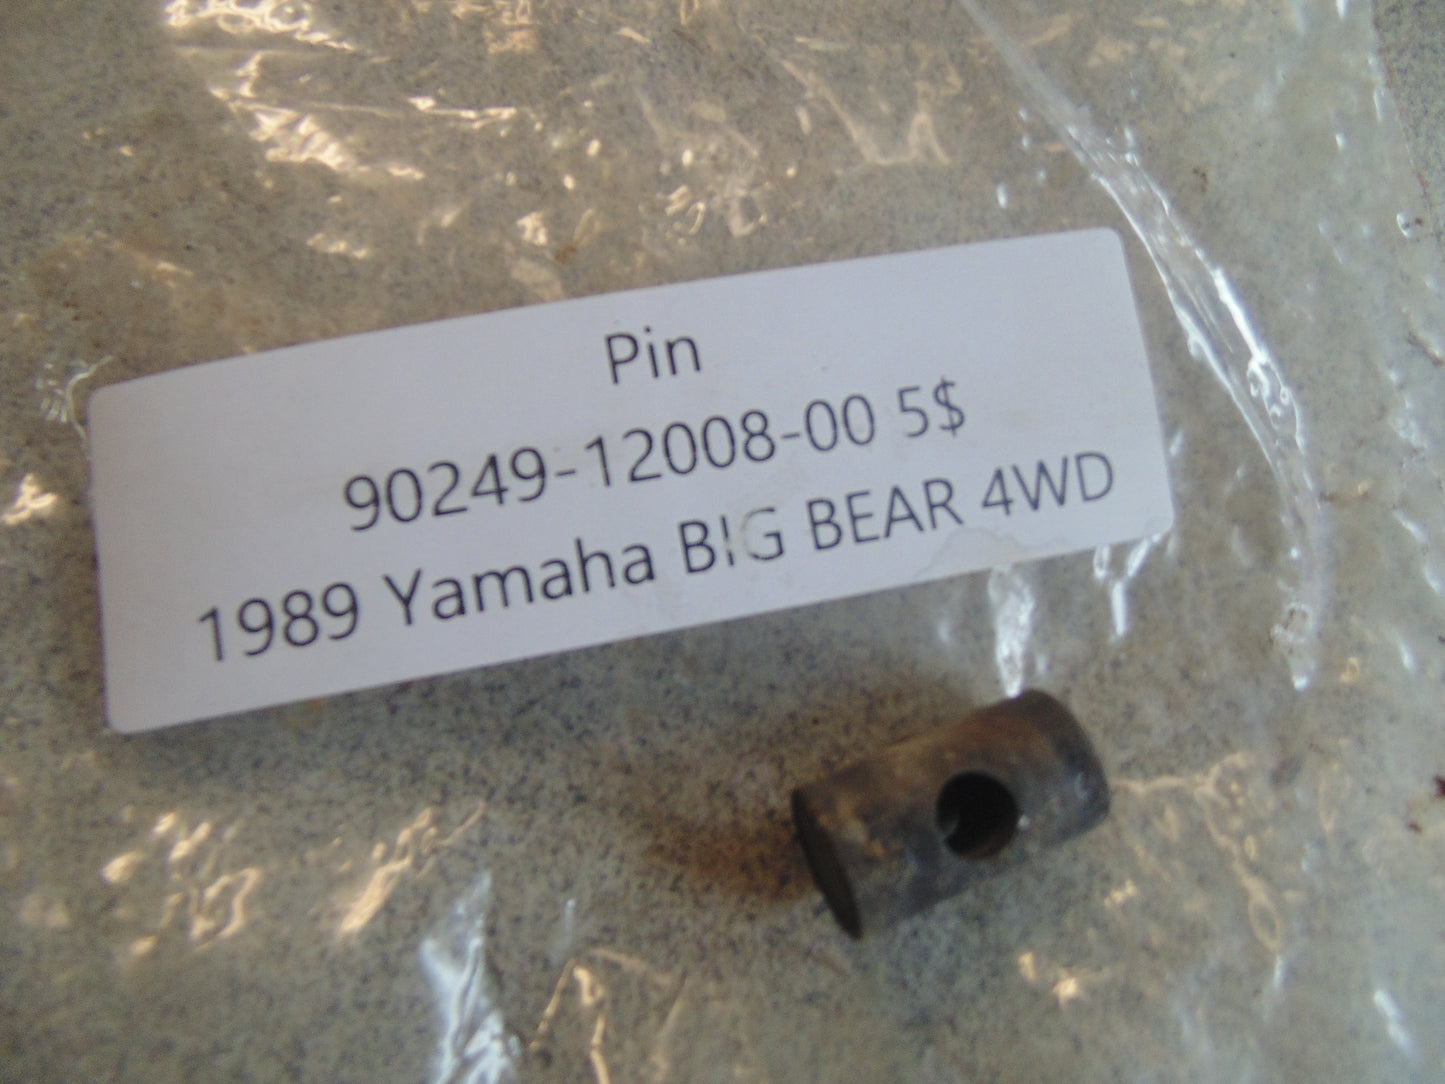 Pin
90249-12008-00 5$
1989 Yamaha BIG BEAR 4WD